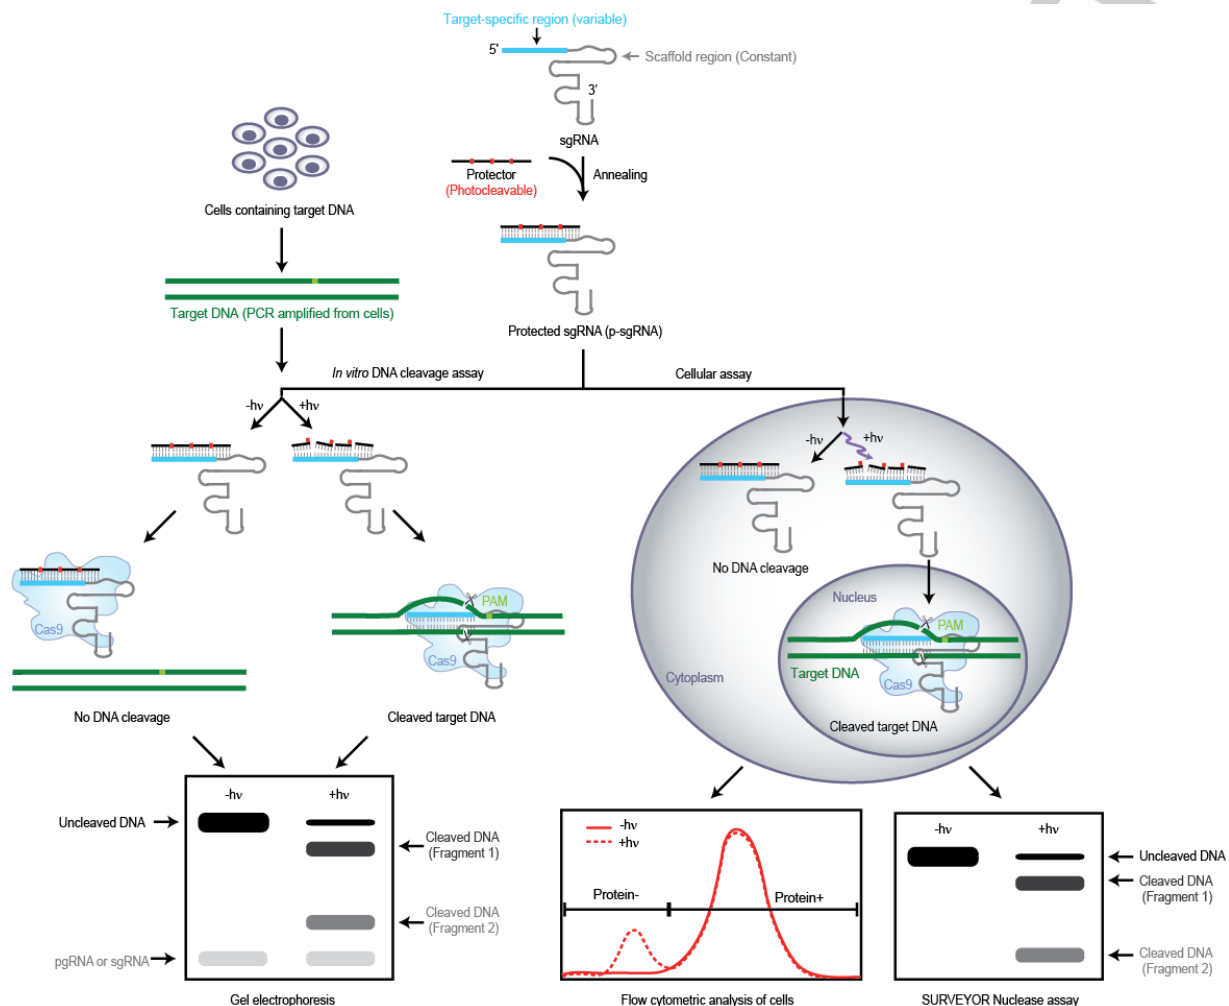 Target-specific region (variable)
5'
Scaffold region (Constant)
3'
sgRNA
Protector
(Photocleavable)
Annealing
Cells containing target DNA
Target DNA (PCR amplified from cells)
Protected sgRNA (p-sgRNA)
In vitro DNA cleavage assay
Cellular assay
-hν
+hν
-hν
+hν
No DNA cleavage
Cas9
PAM
Cas9
No DNA cleavage
Cleaved target DNA
Nucleus
PAM
Target DNA
Cas9
Cytoplasm
Cleaved target DNA
-hν
+hν
Uncleaved DNA
Cleaved DNA
(Fragment 1)
Cleaved DNA
(Fragment 2)
pgRNA or sgRNA
Gel electrophoresis
-hν
+hν
Protein-
Protein+
Flow cytometric analysis of cells
-hν
+hν
Uncleaved DNA
Cleaved DNA
(Fragment 1)
Cleaved DNA
(Fragment 2)
SURVEYOR Nuclease assay